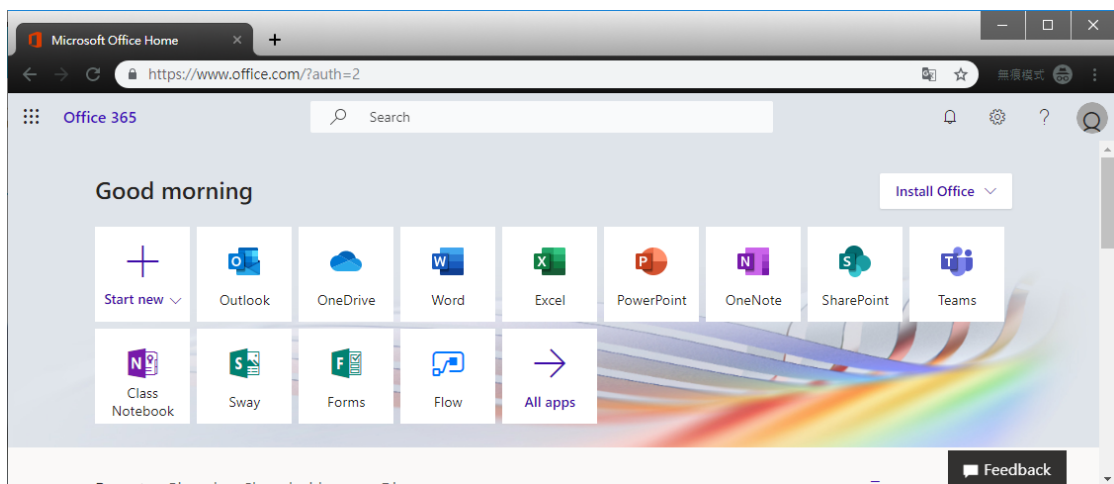 Microsoft Office Home
https://www.office.com/?auth=2
無痕模式
Office 365
Search
Good morning
Install Office
Start new
Outlook
OneDrive
Word
Excel
PowerPoint
OneNote
SharePoint
Teams
Class
Notebook
Sway
Forms
Flow
All apps
Feedback